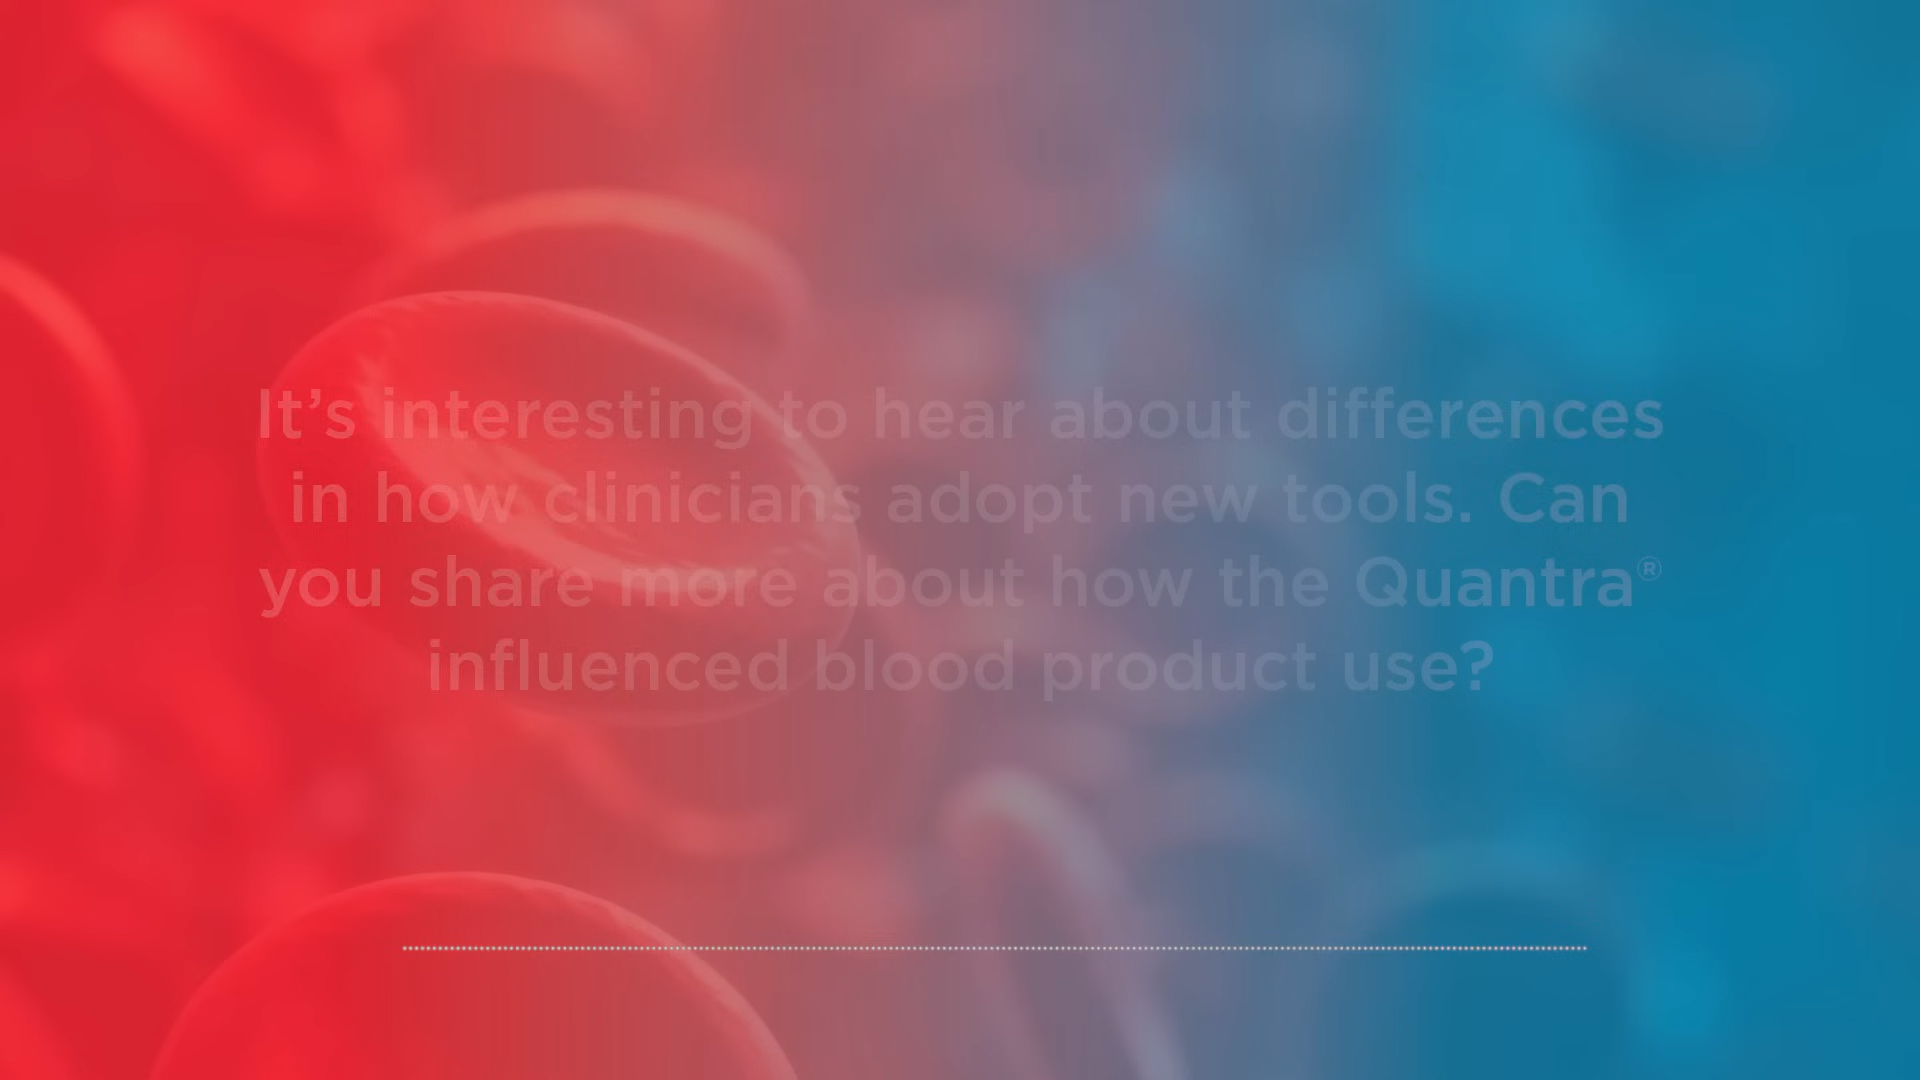 It’s interesting to hear about differences
in how clinicians adopt new tools. Can
you share more about how the Quantra®
influenced blood product use?